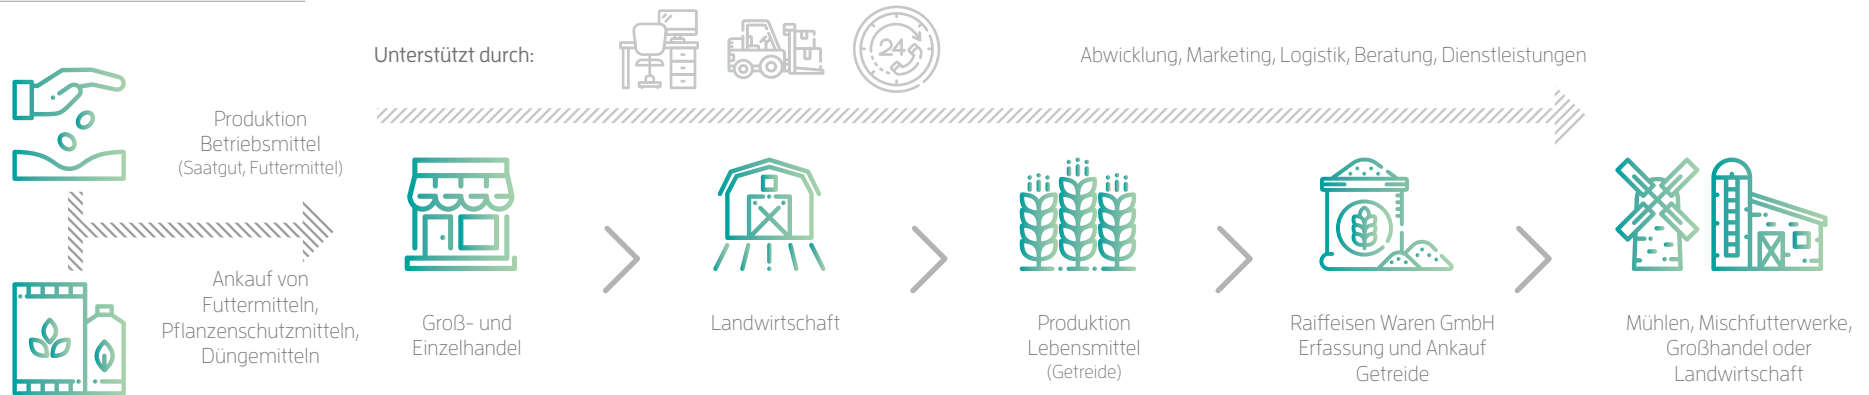 Unterstützt durch:
24
Abwicklung, Marketing, Logistik, Beratung, Dienstleistungen
Produktion
Betriebsmittel
(Saatgut, Futtermittel)
Ankauf von
Futtermitteln,
Pflanzenschutzmitteln,
Düngemitteln
Groß- und
Einzelhandel
Landwirtschaft
Produktion
Lebensmittel
(Getreide)
Raiffeisen Waren GmbH
Erfassung und Ankauf
Getreide
Mühlen, Mischfutterwerke,
Großhandel oder
Landwirtschaft